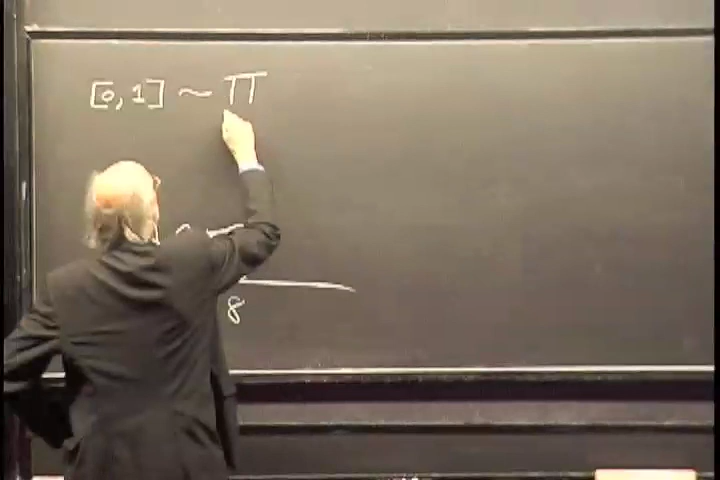 [0,1] ~ ∏
8